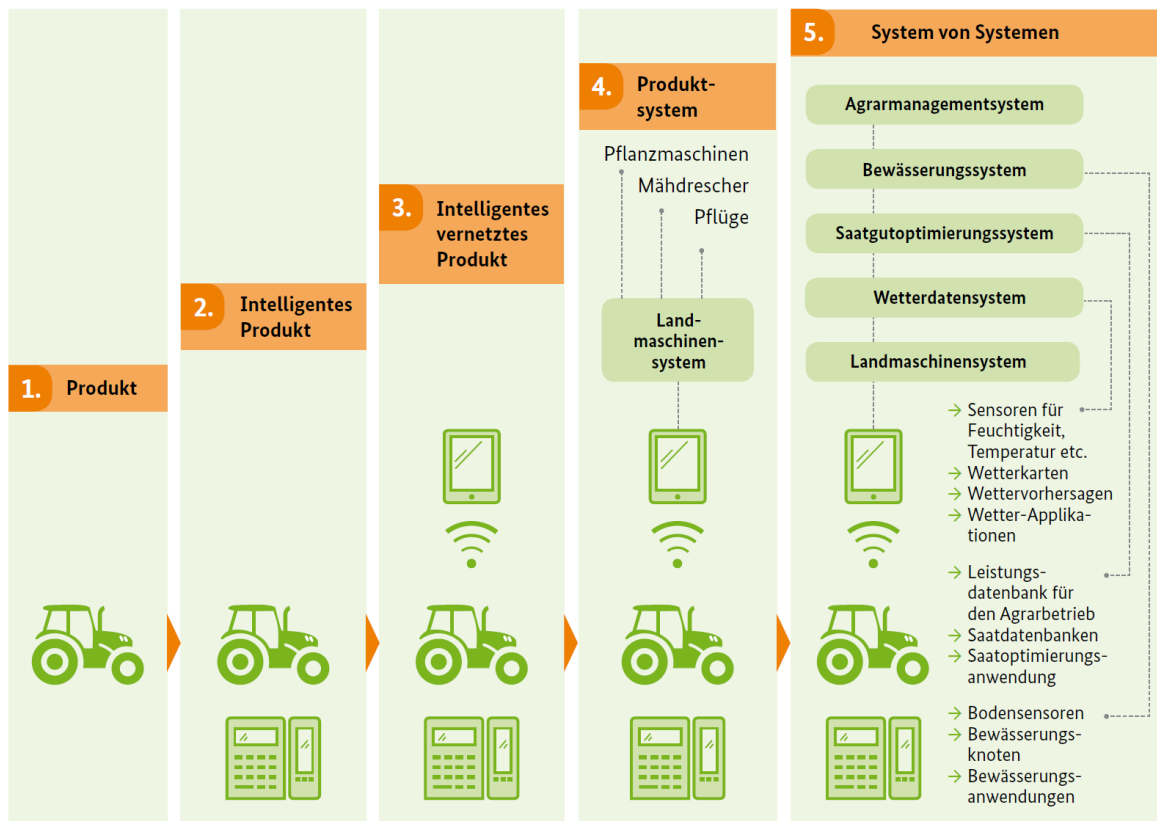 1. Produkt
2. Intelligentes
Produkt
3. Intelligentes
vernetztes
Produkt
4. Produkt-
system
Pflanzmaschinen
Mähdrescher
Pflüge
Land-
maschinen-
system
5. System von Systemen
Agrarmanagementsystem
Bewässerungssystem
Saatgutoptimierungssystem
Wetterdatensystem
Landmaschinensystem
→ Sensoren für
Feuchtigkeit,
Temperatur etc.
→ Wetterkarten
→ Wettervorhersagen
→ Wetter-Applika-
tionen
→ Leistungs-
datenbank für
den Agrarbetrieb
→ Saatdatenbanken
→ Saatoptimierungs-
anwendung
→ Bodensensoren
→ Bewässerungs-
knoten
→ Bewässerungs-
anwendungen